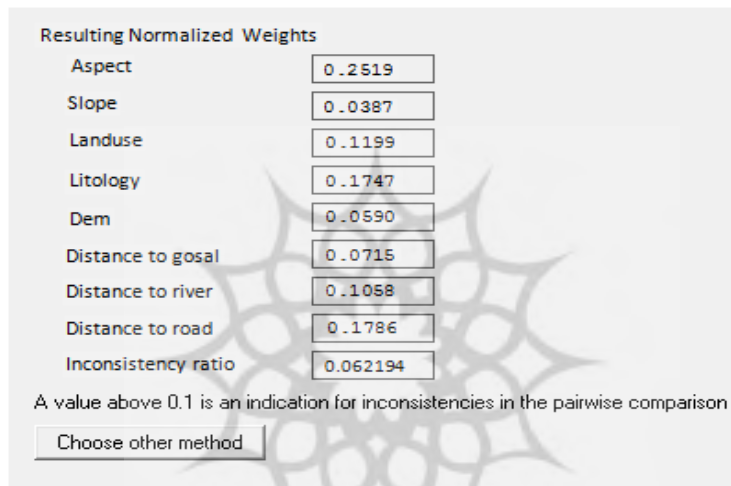 Resulting Normalized Weights
Aspect 0.2519
Slope 0.0387
Landuse 0.1199
Litology 0.1747
Dem 0.0590
Distance to gosal 0.0715
Distance to river 0.1058
Distance to road 0.1786
Inconsistency ratio 0.062194
A value above 0.1 is an indication for inconsistencies in the pairwise comparison
Choose other method